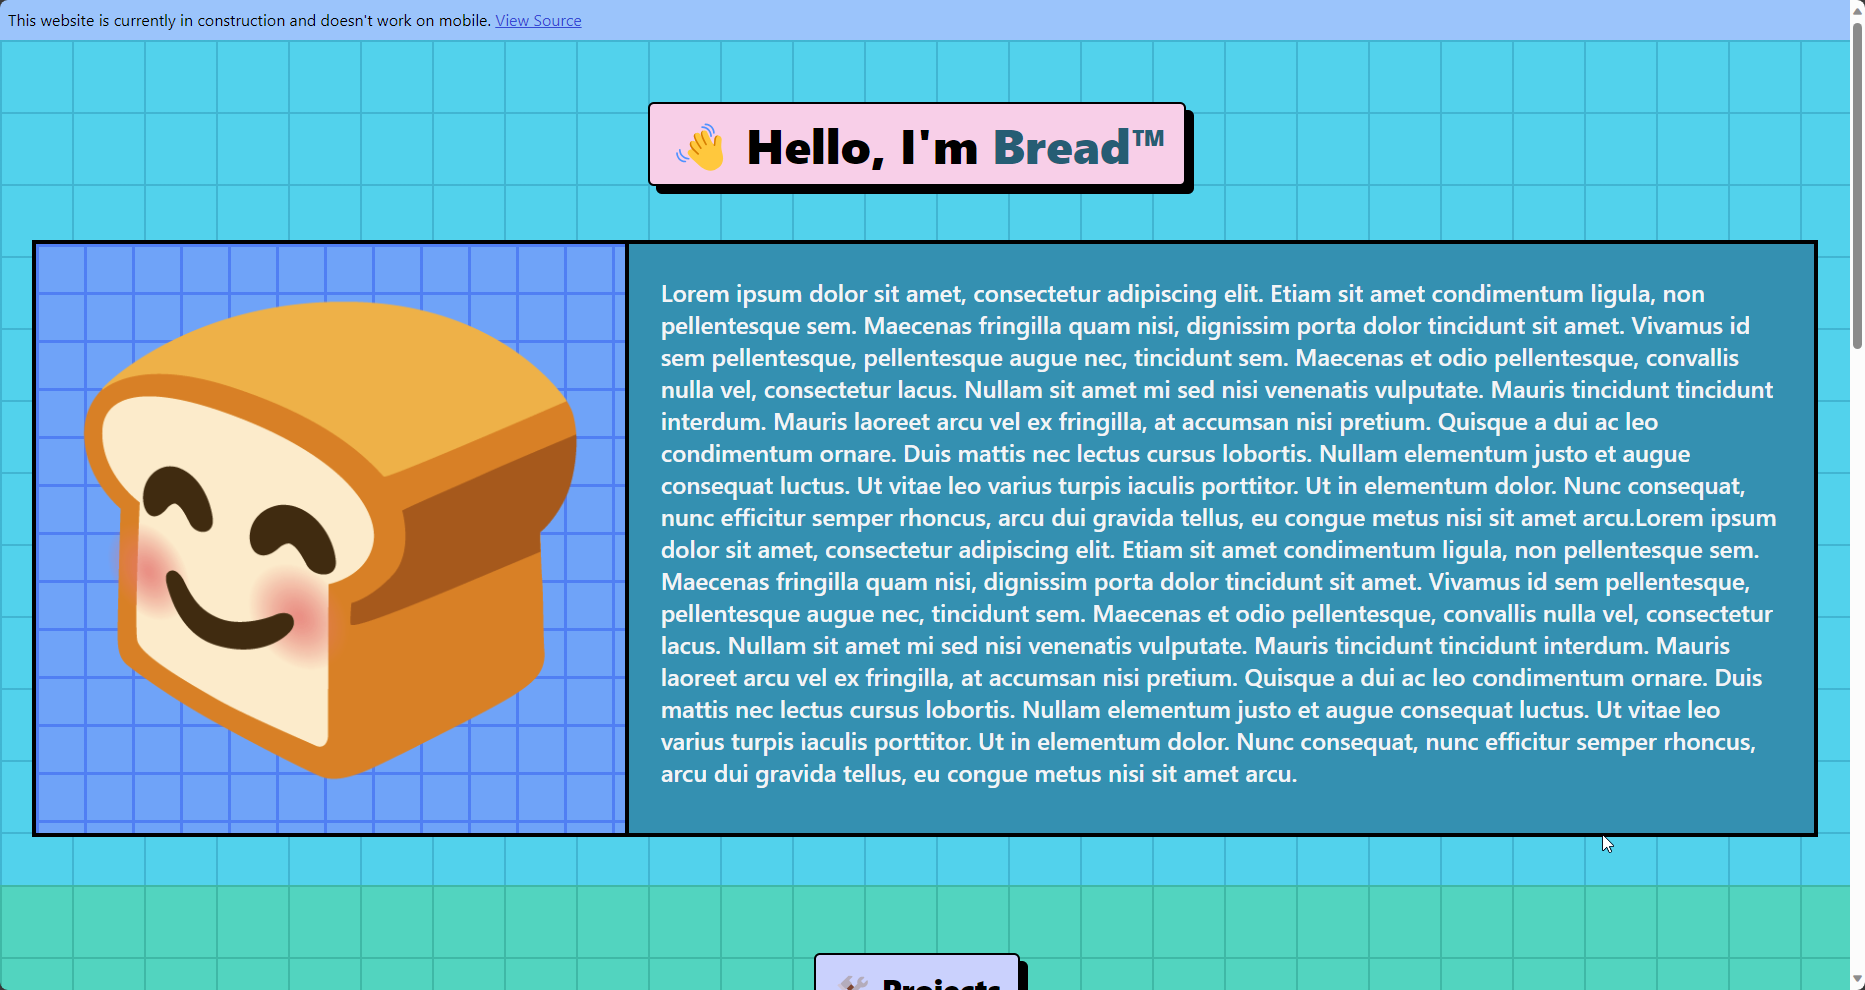 This website is currently in construction and doesn't work on mobile. View Source
👋 Hello, I'm Bread™
Lorem ipsum dolor sit amet, consectetur adipiscing elit. Etiam sit amet condimentum ligula, non
pellentesque sem. Maecenas fringilla quam nisi, dignissim porta dolor tincidunt sit amet. Vivamus id
sem pellentesque, pellentesque augue nec, tincidunt sem. Maecenas et odio pellentesque, convallis
nulla vel, consectetur lacus. Nullam sit amet mi sed nisi venenatis vulputate. Mauris tincidunt tincidunt
interdum. Mauris laoreet arcu vel ex fringilla, at accumsan nisi pretium. Quisque a dui ac leo
condimentum ornare. Duis mattis nec lectus cursus lobortis. Nullam elementum justo et augue
consequat luctus. Ut vitae leo varius turpis iaculis porttitor. Ut in elementum dolor. Nunc consequat,
nunc efficitur semper rhoncus, arcu dui gravida tellus, eu congue metus nisi sit amet arcu.Lorem ipsum
dolor sit amet, consectetur adipiscing elit. Etiam sit amet condimentum ligula, non pellentesque sem.
Maecenas fringilla quam nisi, dignissim porta dolor tincidunt sit amet. Vivamus id sem pellentesque,
pellentesque augue nec, tincidunt sem. Maecenas et odio pellentesque, convallis nulla vel, consectetur
lacus. Nullam sit amet mi sed nisi venenatis vulputate. Mauris tincidunt tincidunt interdum. Mauris
laoreet arcu vel ex fringilla, at accumsan nisi pretium. Quisque a dui ac leo condimentum ornare. Duis
mattis nec lectus cursus lobortis. Nullam elementum justo et augue consequat luctus. Ut vitae leo
varius turpis iaculis porttitor. Ut in elementum dolor. Nunc consequat, nunc efficitur semper rhoncus,
arcu dui gravida tellus, eu congue metus nisi sit amet arcu.
Projects